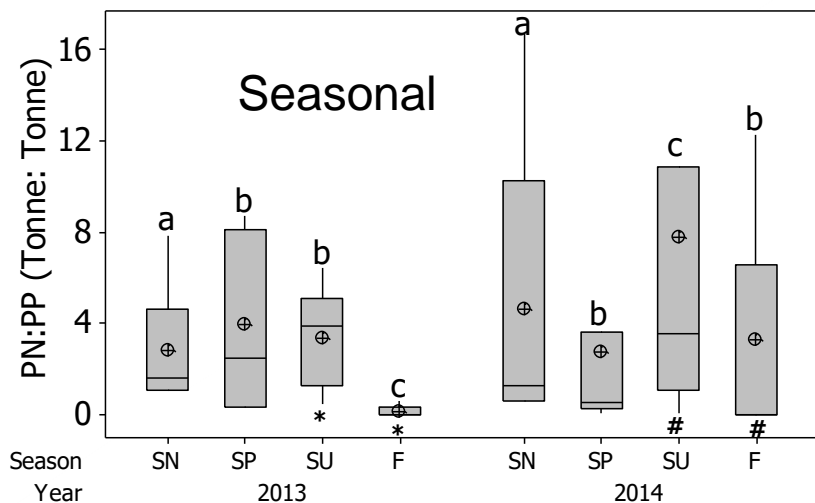 Seasonal
PN:PP (Tonne: Tonne)
16
12
8
4
0
a
b
b
c
a
b
c
b
*
*
#
#
Season SN SP SU F SN SP SU F
Year 2013 2014